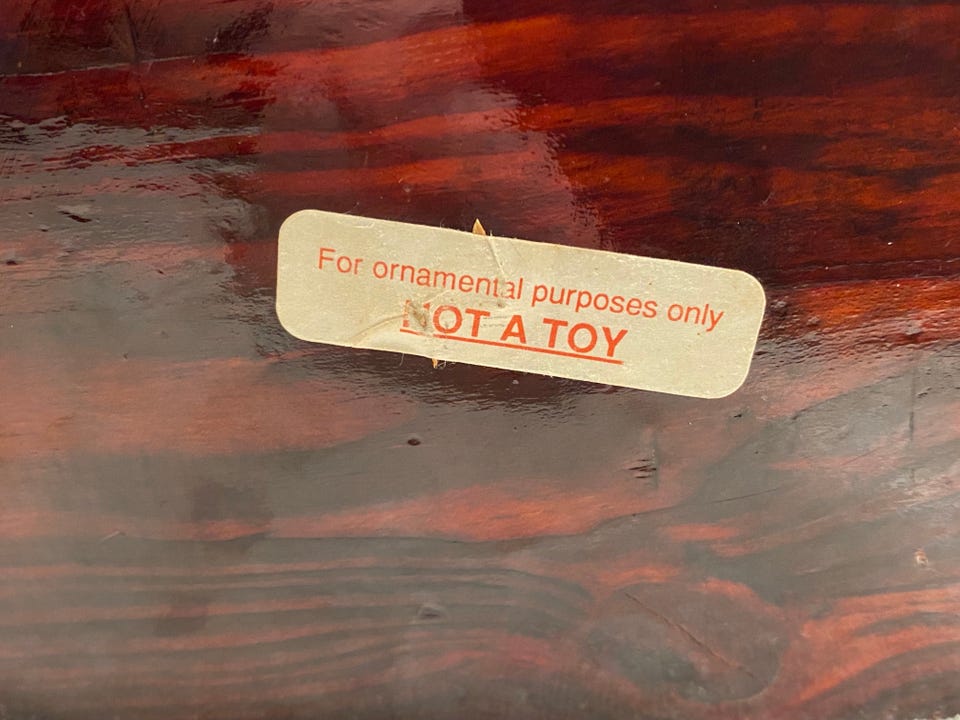 For ornamental purposes only
NOT A TOY